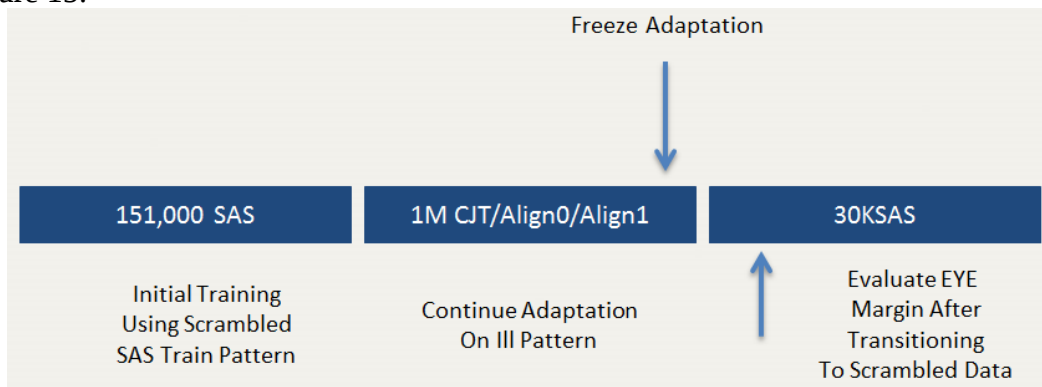 Freeze Adaptation
151,000 SAS
1M CJT/Align0/Align1
30KSAS
Initial Training
Using Scrambled
SAS Train Pattern
Continue Adaptation
On Ill Pattern
Evaluate EYE
Margin After
Transitioning
To Scrambled Data